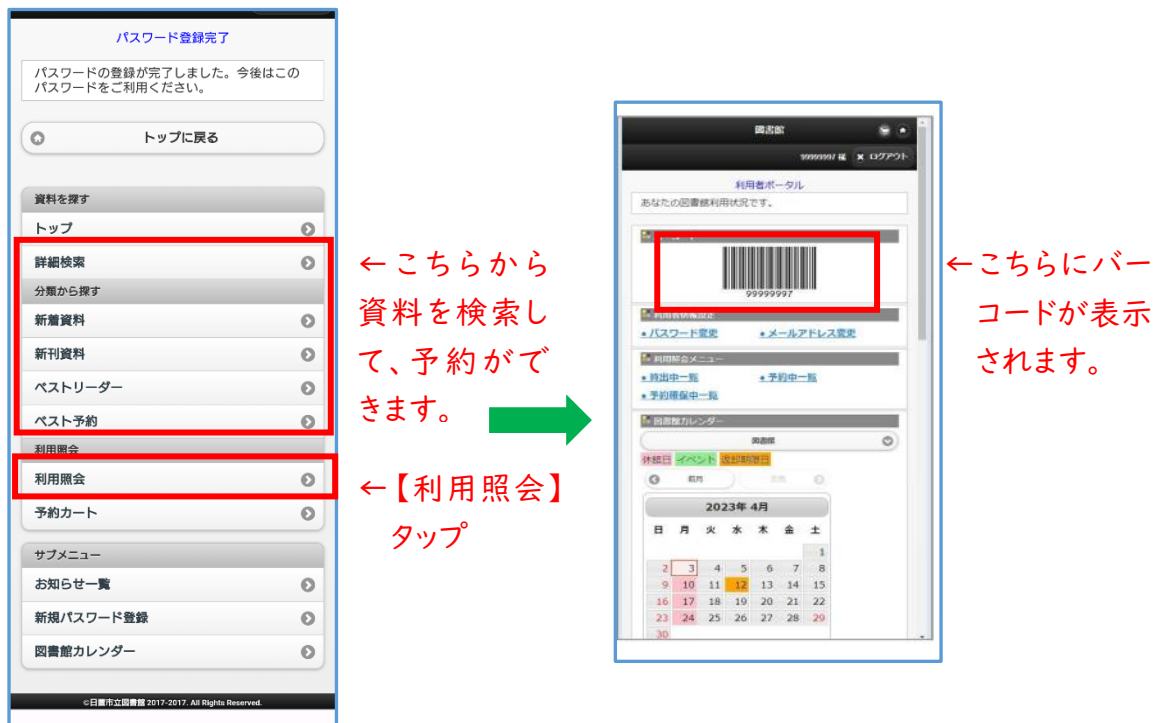 パスワード登録完了
パスワードの登録が完了しました。今後はこの
パスワードをご利用ください。
トップに戻る
資料を探す
トップ
詳細検索
分類から探す
新着資料
新刊資料
ベストリーダー
ベスト予約
利用照会
利用照会
予約カート
サブメニュー
お知らせ一覧
新規パスワード登録
図書館カレンダー
©日置市立図書館 2017-2017. All Rights Reserved.
←こちらから
資料を検索し
て、予約がで
きます。
←【利用照会】
タップ
図書館
99999997 様 ログアウト
利用者ポータル
あなたの図書館利用状況です。
99999997
•パスワード変更 •メールアドレス変更
利用照会メニュー
•貸出中一覧 •予約中一覧
•予約確保中一覧
図書館カレンダー
図書館
休館日 イベント 返却期限日
前月
2023年 4月
日 月 火 水 木 金 土
1
2 3 4 5 6 7 8
9 10 11 12 13 14 15
16 17 18 19 20 21 22
23 24 25 26 27 28 29
30
←こちらにバー
コードが表示
されます。